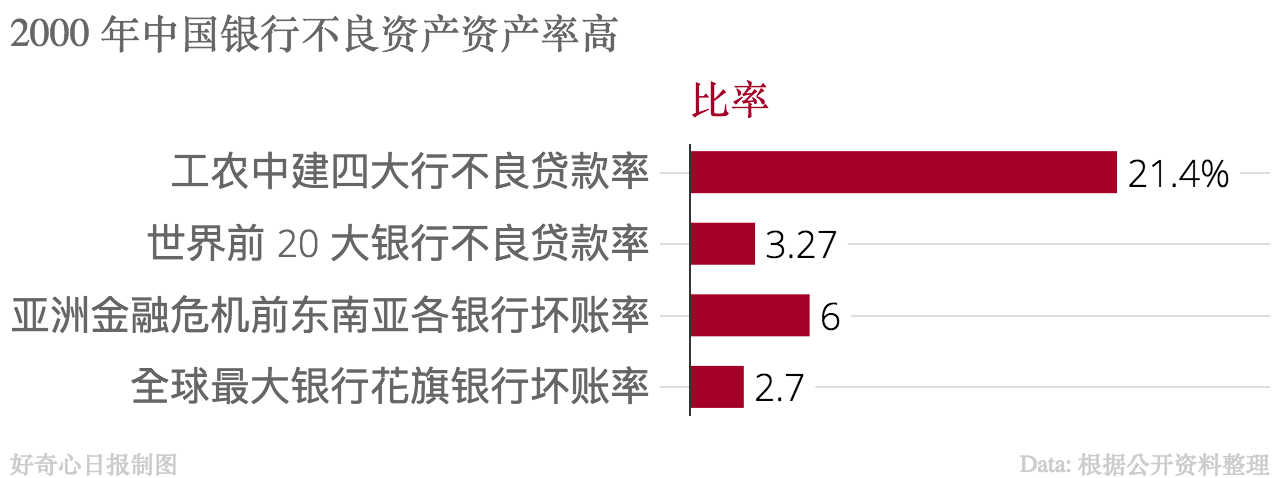 2000 年中国银行不良资产资产率高
比率
工农中建四大行不良贷款率 21.4%
世界前 20 大银行不良贷款率 3.27
亚洲金融危机前东南亚各银行坏账率 6
全球最大银行花旗银行坏账率 2.7
好奇心日报制图 Data: 根据公开资料整理